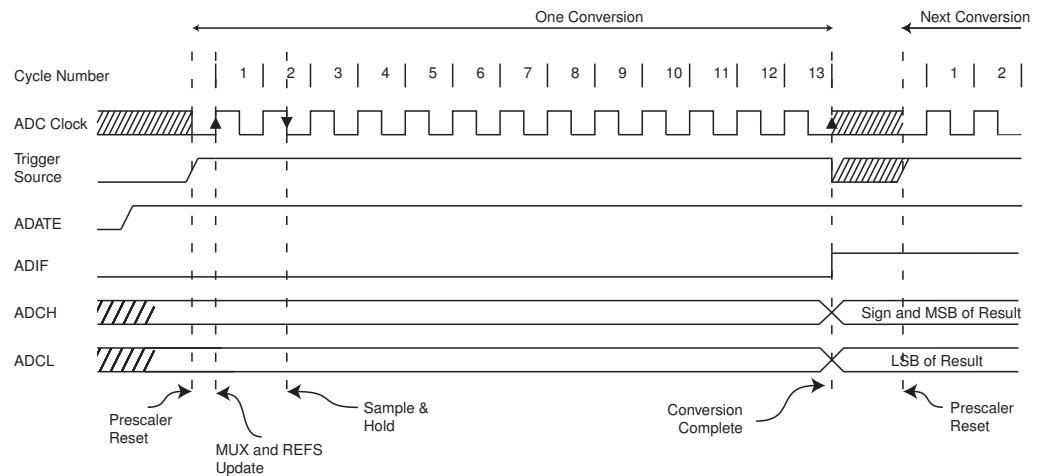 One Conversion
Next Conversion
Cycle Number
1 2 3 4 5 6 7 8 9 10 11 12 13 1 2
ADC Clock
Trigger
Source
ADATE
ADIF
ADCH
Sign and MSB of Result
ADCL
LSB of Result
Prescaler
Reset
MUX and REFS
Update
Sample &
Hold
Conversion
Complete
Prescaler
Reset